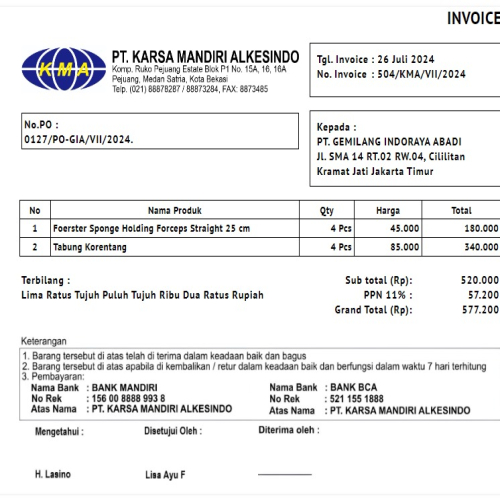 INVOICE
KMA
PT. KARSA MANDIRI ALKESINDO
Komp. Ruko Pejuang Estate Blok P1 No. 15A, 16, 16A
Pejuang, Medan Satria, Kota Bekasi
Telp. (021) 88878287 / 88873284, FAX: 8873485
Tgl. Invoice : 26 Juli 2024
No. Invoice : 504/KMA/VII/2024
No.PO :
0127/PO-GIA/VII/2024.
Kepada :
PT. GEMILANG INDORAYA ABADI
Jl. SMA 14 RT.02 RW.04, Cililitan
Kramat Jati Jakarta Timur
No Nama Produk Qty Harga Total
1 Foerster Sponge Holding Forceps Straight 25 cm 4 Pcs 45.000 180.000
2 Tabung Korentang 4 Pcs 85.000 340.000
Terbilang :
Lima Ratus Tujuh Puluh Tujuh Ribu Dua Ratus Rupiah
Sub total (Rp): 520.000
PPN 11% : 57.200
Grand Total (Rp): 577.200
Keterangan
1. Barang tersebut di atas telah di terima dalam keadaan baik dan bagus
2. Barang tersebut di atas apabila di kembalikan / retur dalam keadaan baik dan berfungsi dalam waktu 7 hari terhitung
3. Pembayaran:
Nama Bank : BANK MANDIRI
No Rek : 156 00 8888 993 8
Atas Nama : PT. KARSA MANDIRI ALKESINDO
Nama Bank : BANK BCA
No Rek : 521 155 1888
Atas Nama : PT. KARSA MANDIRI ALKESINDO
Mengetahui : Disetujui Oleh : Diterima oleh :
H. Lasino Lisa Ayu F